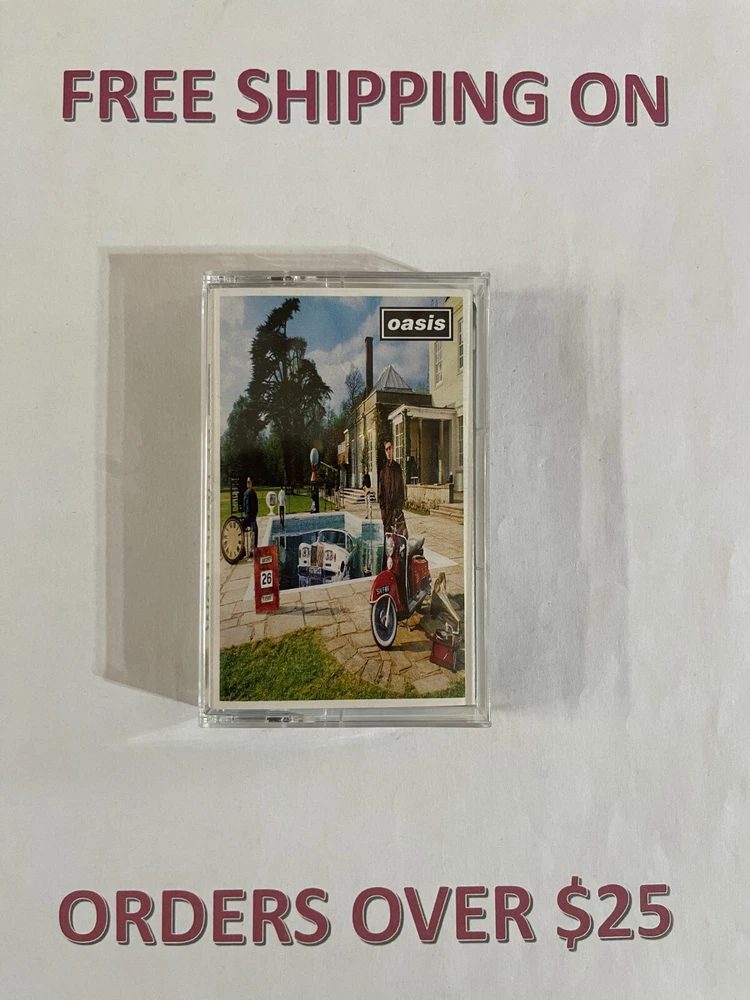 FREE SHIPPING ON
oasis
26
ORDERS OVER $25